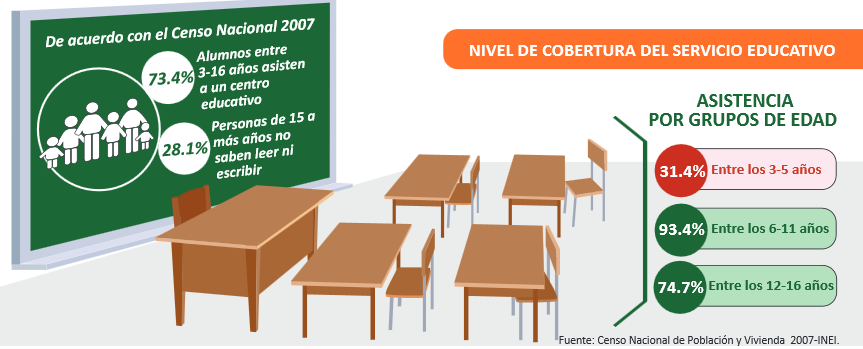 De acuerdo con el Censo Nacional 2007
73.4%
Alumnos entre
3-16 años asisten
a un centro
educativo
28.1%
Personas de 15 a
más años no
saben leer ni
escribir
NIVEL DE COBERTURA DEL SERVICIO EDUCATIVO
ASISTENCIA
POR GRUPOS DE EDAD
31.4% Entre los 3-5 años
93.4% Entre los 6-11 años
74.7% Entre los 12-16 años
Fuente: Censo Nacional de Población y Vivienda 2007-INEI.